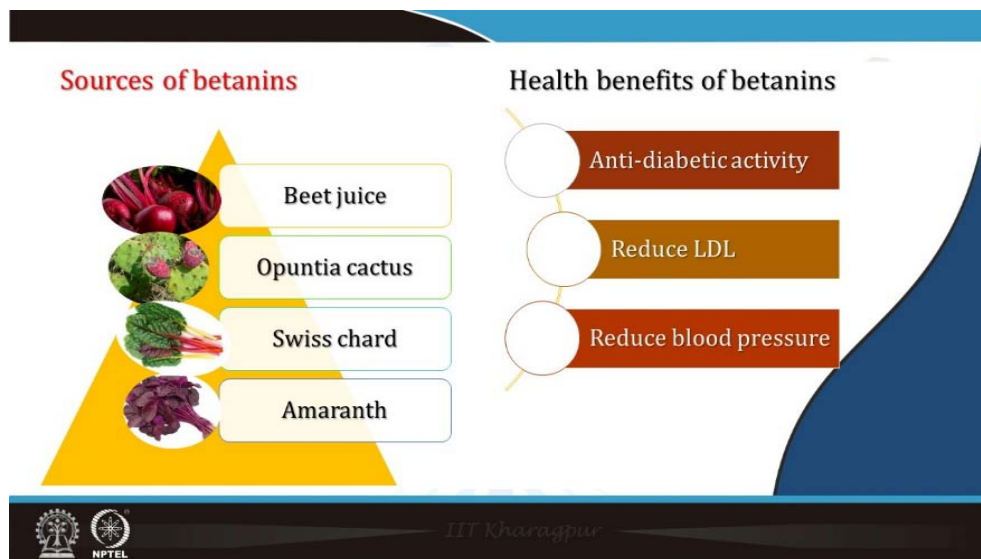 Sources of betanins
Beet juice
Opuntia cactus
Swiss chard
Amaranth
Health benefits of betanins
Anti-diabetic activity
Reduce LDL
Reduce blood pressure
NPTEL
IIT Kharagpur